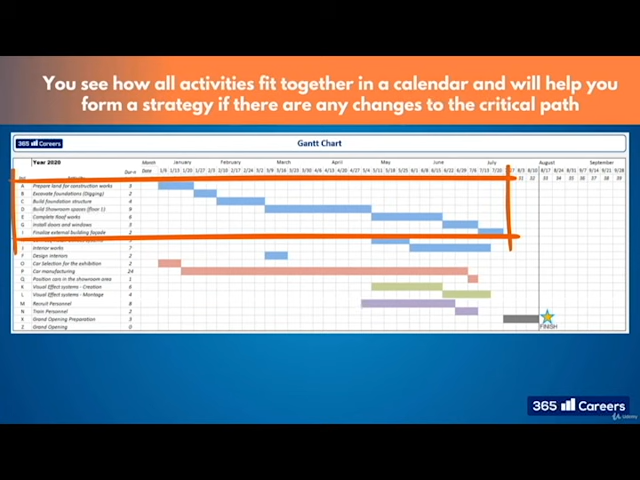 You see how all activities fit together in a calendar and will help you
form a strategy if there are any changes to the critical path
365 Careers
Gantt Chart
Year 2020
Month January February March April May June July August September
Activity Date
A Prepare land for construction works 3
B Excavate foundations (Digging) 2
C Build foundation structure 4
D Build Showroom spaces (floor 1) 9
E Complete Roof works 6
G Install doors and windows 3
I Finalize external building façade 2
J Interior works 7
F Design interiors 2
O Car Selection for the exhibition 2
P Car manufacturing 24
Q Position cars in the showroom area 1
K Visual Effect systems - Creation 6
L Visual Effect systems - Montage 4
M Recruit Personnel 8
N Train Personnel 2
X Grand Opening Preparation 3
Z Grand Opening 0
FINISH
365 Careers
Udemy